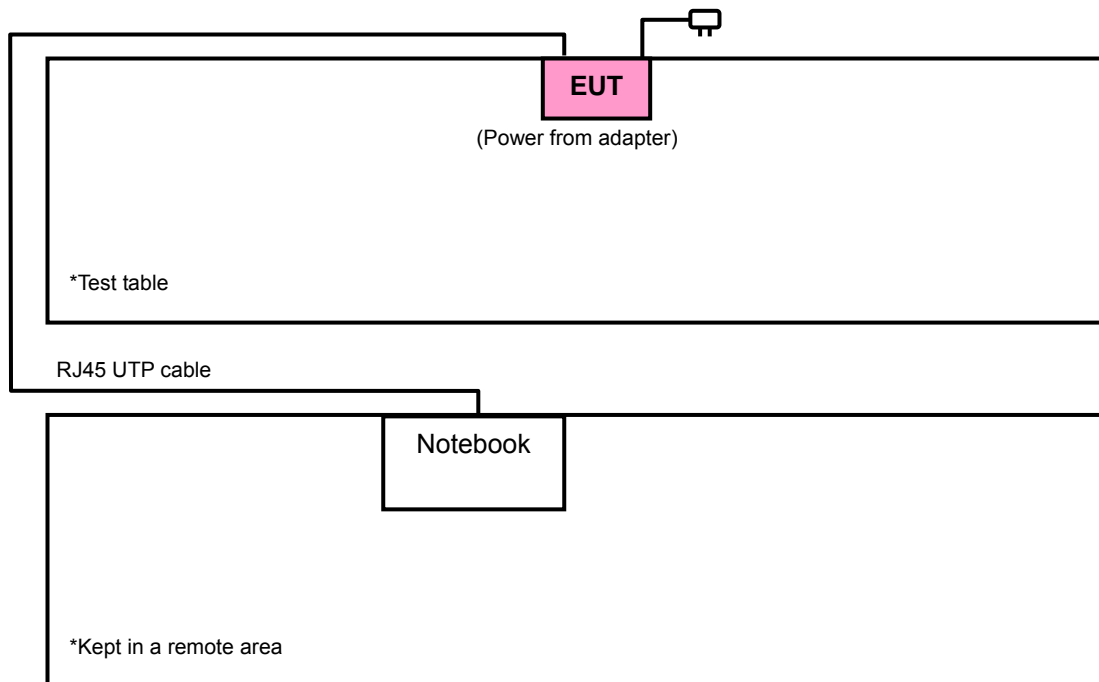 EUT
(Power from adapter)
*Test table
RJ45 UTP cable
Notebook
*Kept in a remote area